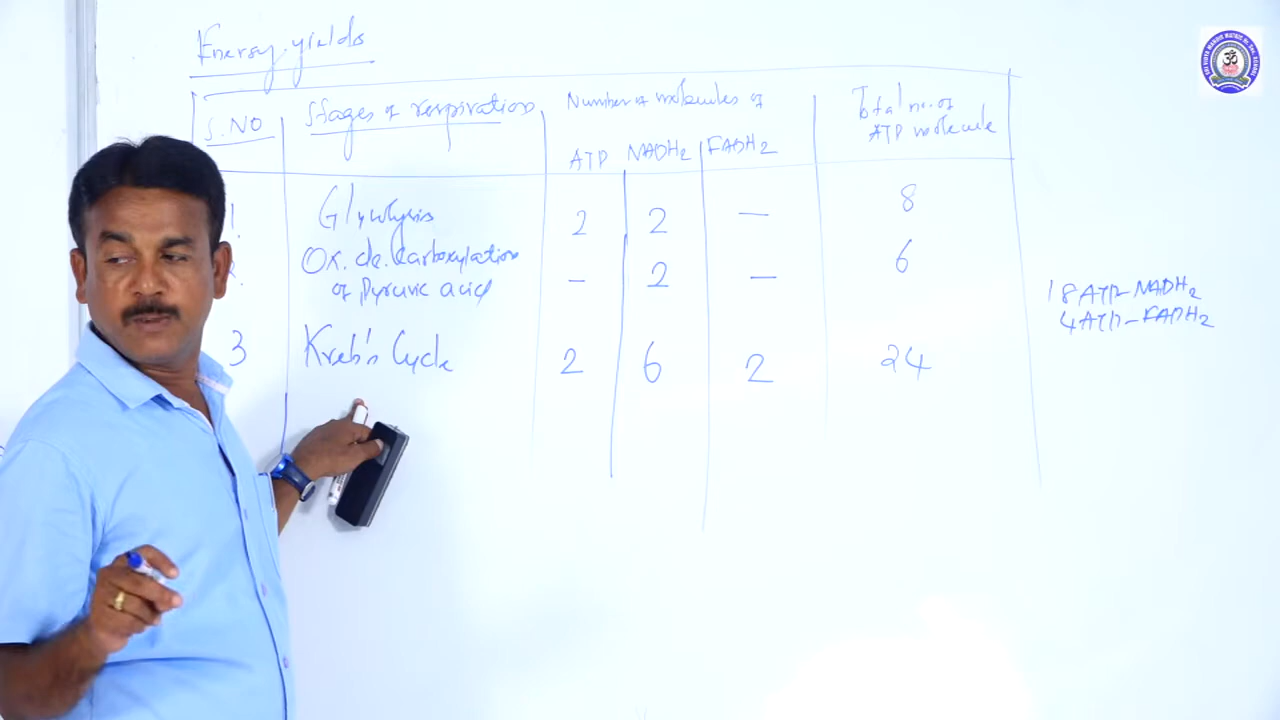 Energy yields
S.NO Stages of respiration Number of molecules of Total no. of ATP molecule
ATP NADH2 FADH2
1. Glycolysis 2 2 — 8
2. Ox. de. carboxylation of Pyruvic acid — 2 — 6
3 Kreb's Cycle 2 6 2 24
18 ATP-NADH2
4 ATP-FADH2